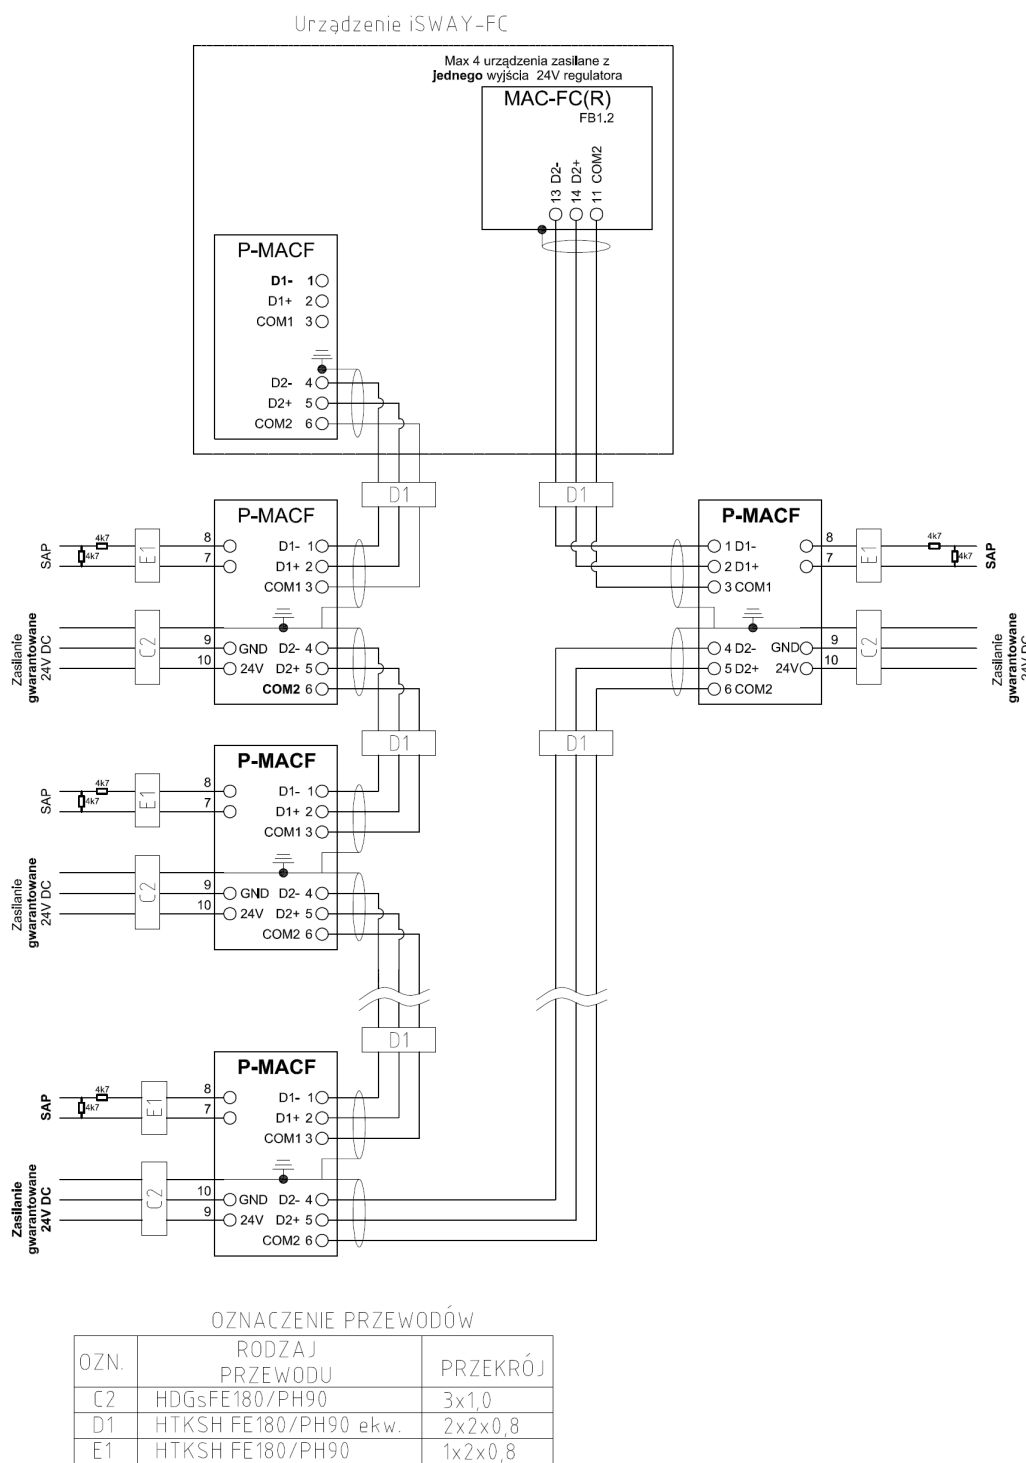 Urządzenie iSWAY-FC
Max 4 urządzenia zasilane z
jednego wyjścia 24V regulatora
MAC-FC(R)
FB1.2
13 D2-
14 D2+
11 COM2
P-MACF
D1- 1
D1+ 2
COM1 3
D2- 4
D2+ 5
COM2 6
D1
D1
P-MACF
SAP
4k7
4k7
E1
8
7
D1- 1
D1+ 2
COM1 3
Zasilanie
gwarantowane
24V DC
C2
9
10
GND D2- 4
24V D2+ 5
COM2 6
P-MACF
1 D1-
2 D1+
3 COM1
8
7
E1
4k7
4k7
SAP
4 D2- GND
5 D2+ 24V
6 COM2
9
10
C2
Zasilanie
gwarantowane
24V DC
D1
D1
P-MACF
SAP
4k7
4k7
E1
8
7
D1- 1
D1+ 2
COM1 3
Zasilanie
gwarantowane
24V DC
C2
9
10
GND D2- 4
24V D2+ 5
COM2 6
D1
P-MACF
SAP
4k7
4k7
E1
8
7
D1- 1
D1+ 2
COM1 3
Zasilanie
gwarantowane
24V DC
C2
10
9
GND D2- 4
24V D2+ 5
COM2 6
OZNACZENIE PRZEWODÓW
OZN. RODZAJ PRZEWODU PRZEKRÓJ
C2 HDGsFE180/PH90 3x1,0
D1 HTKSH FE180/PH90 ekw. 2x2x0,8
E1 HTKSH FE180/PH90 1x2x0,8